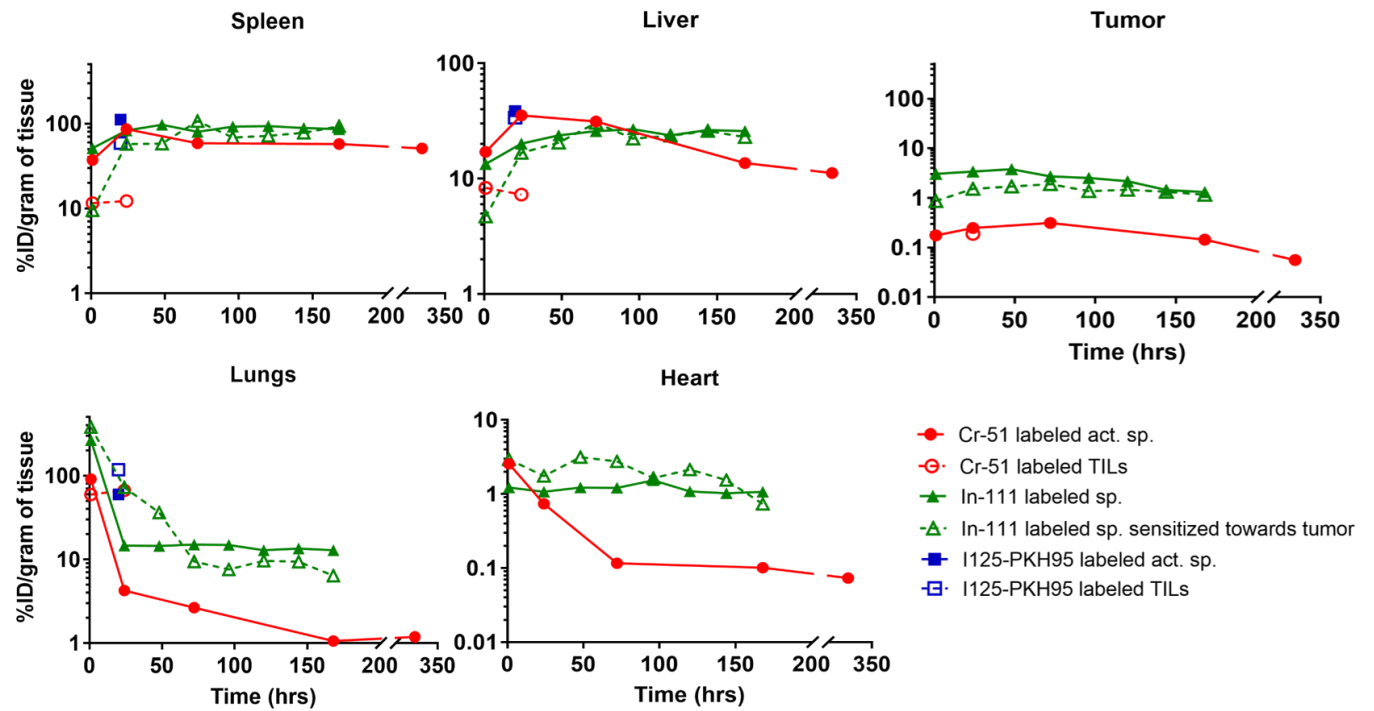 Spleen
Liver
Tumor
%ID/gram of tissue
100
10
1
0 50 100 150 200 350
100
10
1
0 50 100 150 200 350
100
10
1
0.1
0.01
0 50 100 150 200 350
Time (hrs)
Lungs
Heart
%ID/gram of tissue
100
10
1
0 50 100 150 200 350
Time (hrs)
10
1
0.1
0.01
0 50 100 150 200 350
Time (hrs)
Cr-51 labeled act. sp.
Cr-51 labeled TILs
In-111 labeled sp.
In-111 labeled sp. sensitized towards tumor
I125-PKH95 labeled act. sp.
I125-PKH95 labeled TILs